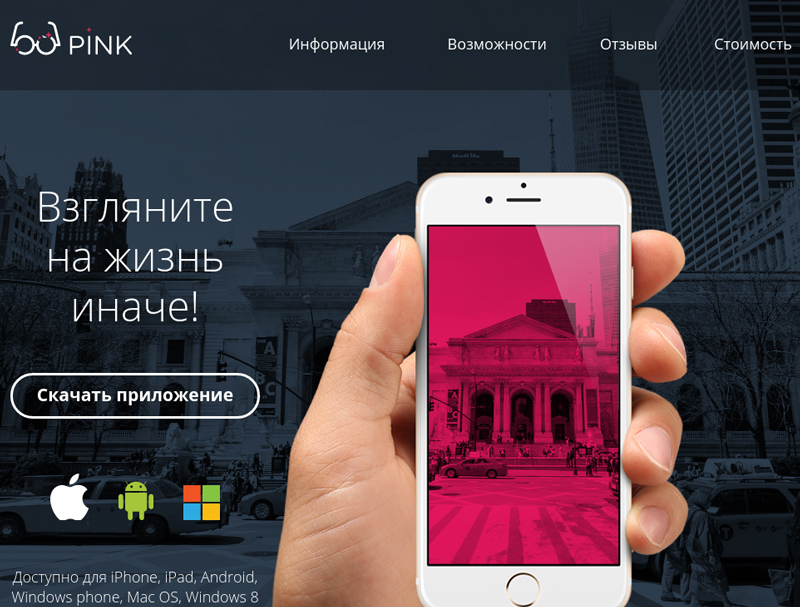 PINK
Информация Возможности Отзывы Стоимость
Взгляните
на жизнь
иначе!
Скачать приложение
Доступно для iPhone, iPad, Android,
Windows phone, Mac OS, Windows 8